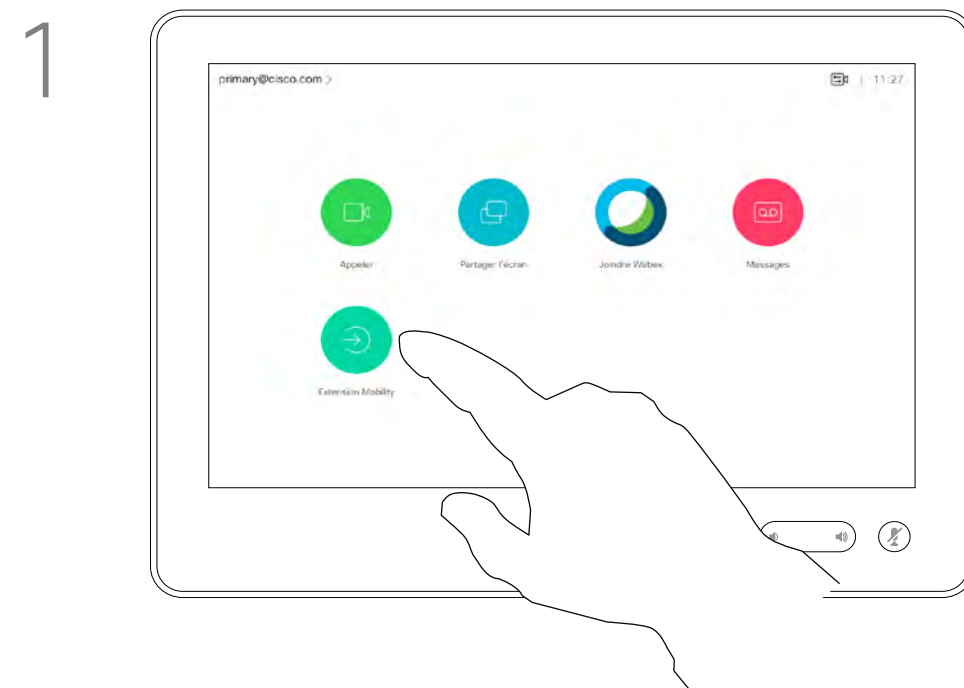 1
primary@cisco.com >
11:27
Appeler
Partager l'écran
Joindre Webex
Messages
Extension Mobility